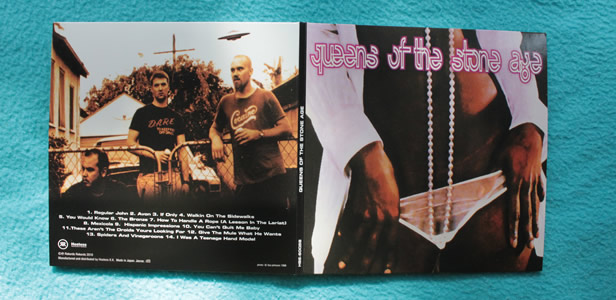 queens of the stone age
QUEENS OF THE STONE AGE
DARE
1. Regular John 2. Avon 3. If Only 4. Walkin On The Sidewalks
5. You Would Know 6. The Bronze 7. How To Handle A Rope (A Lesson In The Lariat)
8. Mexicola 9. Hispanic Impressions 10. You Can't Quit Me Baby
11.These Aren't The Droids Youre Looking For 12. Give The Mule What He Wants
13. Spiders And Vinegaroons 14. I Was A Teenage Hand Model